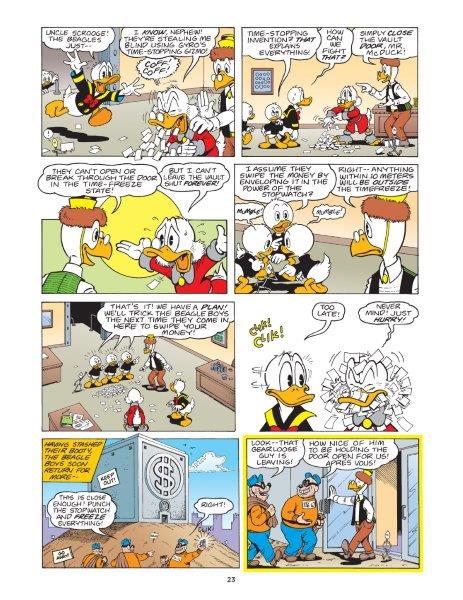 UNCLE SCROOGE!
THE BEAGLES
JUST--
I KNOW, NEPHEW!
THEY'RE STEALING ME
BLIND USING GYRO'S
TIME-STOPPING GIZMO!
COFF!
COFF!
TIME-STOPPING
INVENTION? THAT
EXPLAINS
EVERYTHING!
HOW
CAN WE
FIGHT
THAT?
SIMPLY CLOSE
THE VAULT
DOOR, MR.
McDUCK!
THEY CAN'T OPEN OR
BREAK THROUGH THE DOOR
IN THE TIME-FREEZE
STATE!
BUT I CAN'T
LEAVE THE VAULT
SHUT FOREVER!
I ASSUME THEY
SWIPE THE MONEY BY
ENVELOPING IT IN THE
POWER OF THE
STOPWATCH?
RIGHT--ANYTHING
WITHIN 10 METERS
WILL BE OUTSIDE
THE TIMEFREEZE!
MUMBLE!
MUMBLE!
THAT'S IT! WE HAVE A PLAN!
WE'LL TRICK THE BEAGLE BOYS
THE NEXT TIME THEY COME IN
HERE TO SWIPE YOUR
MONEY!
Clik!
Clik!
TOO
LATE!
NEVER
MIND! JUST
HURRY!
HAVING STASHED
THEIR BOOTY,
THE BEAGLE
BOYS SOON
RETURN FOR
MORE--
KEEP
OUT!
$
THIS IS CLOSE
ENOUGH! PUNCH
THE STOPWATCH
AND FREEZE
EVERYTHING!
RIGHT!
GO
AWAY!
LOOK--THAT
GEARLOOSE
GUY IS
LEAVING!
HOW NICE OF HIM
TO BE HOLDING THE
DOOR OPEN FOR US!
APRES VOUS!
23